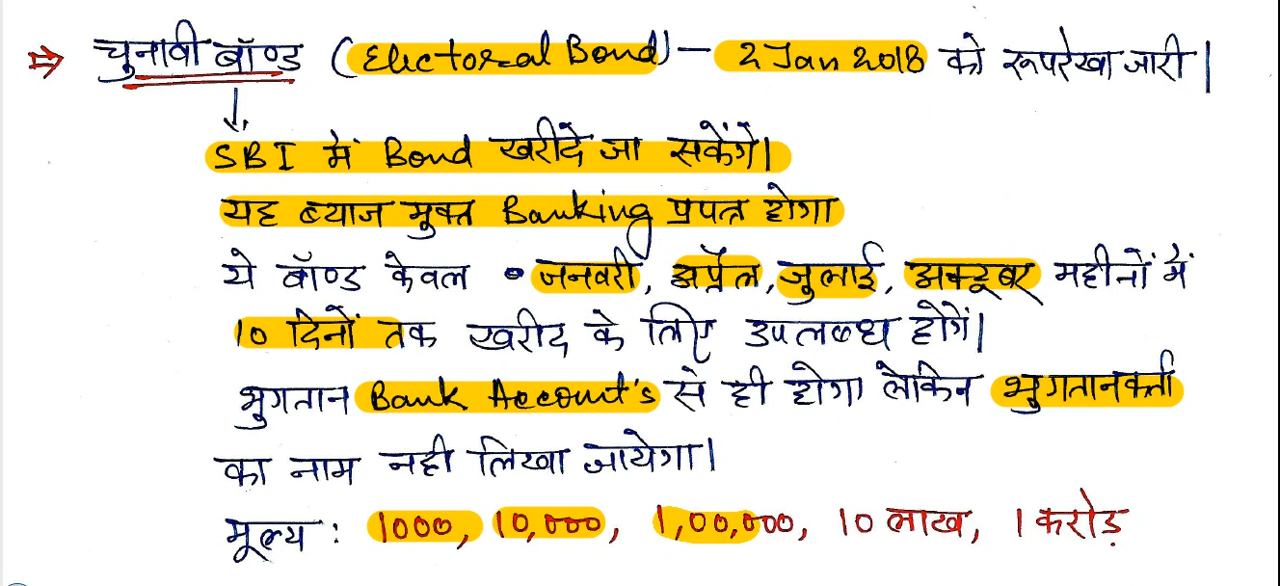 ⇒ चुनावी बॉण्ड (Electoral Bond) – 2 Jan 2018 को रूपरेखा जारी।
↓
SBI में Bond खरीदे जा सकेंगे।
यह ब्याज मुक्त Banking प्रपत्र होगा
ये बॉण्ड केवल • जनवरी, अप्रैल, जुलाई, अक्टूबर महीनों में
10 दिनों तक खरीद के लिए उपलब्ध होगें।
भुगतान Bank Account's से ही होगा लेकिन भुगतानकर्ता
का नाम नही लिखा जायेगा।
मूल्य : 1000, 10,000, 1,00,000, 10 लाख, 1 करोड़